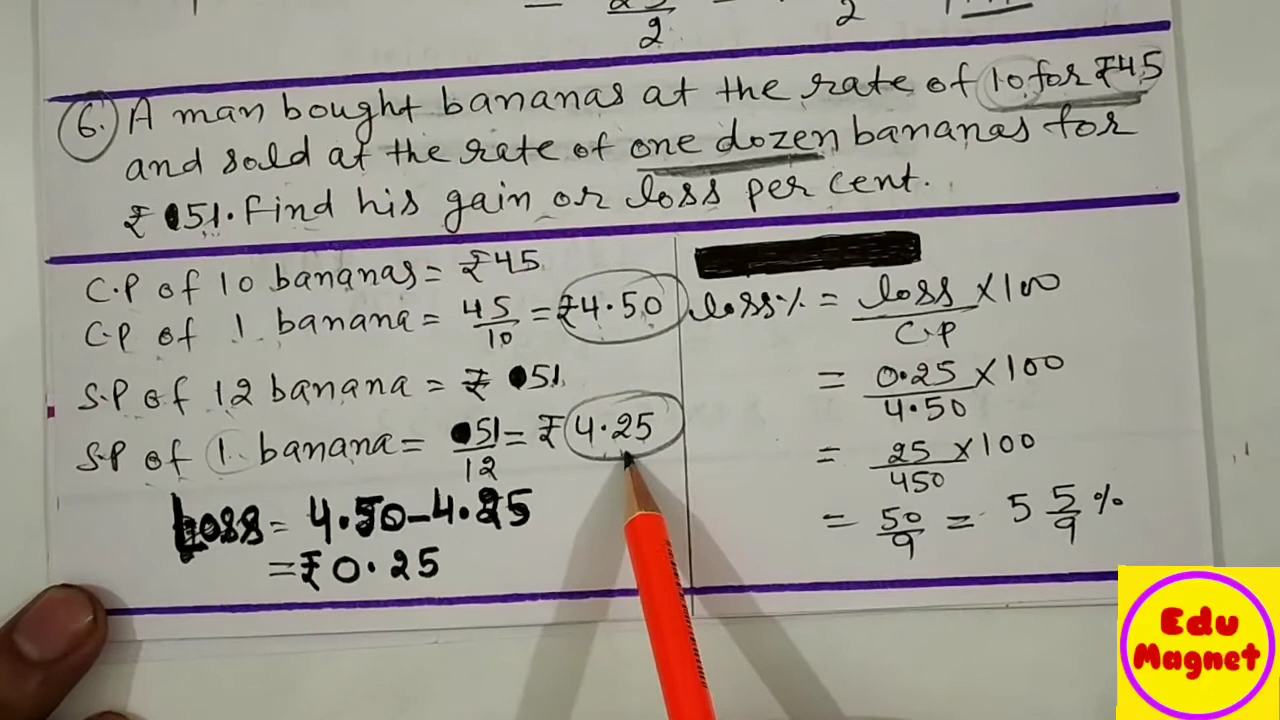 6. A man bought bananas at the rate of 10 for ₹45
and sold at the rate of one dozen bananas for
₹ 51. Find his gain or loss per cent.
C.P of 10 bananas = ₹45
C.P of 1 banana = 45/10 = ₹4.50
S.P of 12 banana = ₹ 51
S.P of 1 banana = 51/12 = ₹ 4.25
Loss = 4.50-4.25
= ₹ 0.25
loss% = loss/C.P × 100
= 0.25/4.50 × 100
= 25/450 × 100
= 50/9 = 5 5/9 %
Edu
Magnet